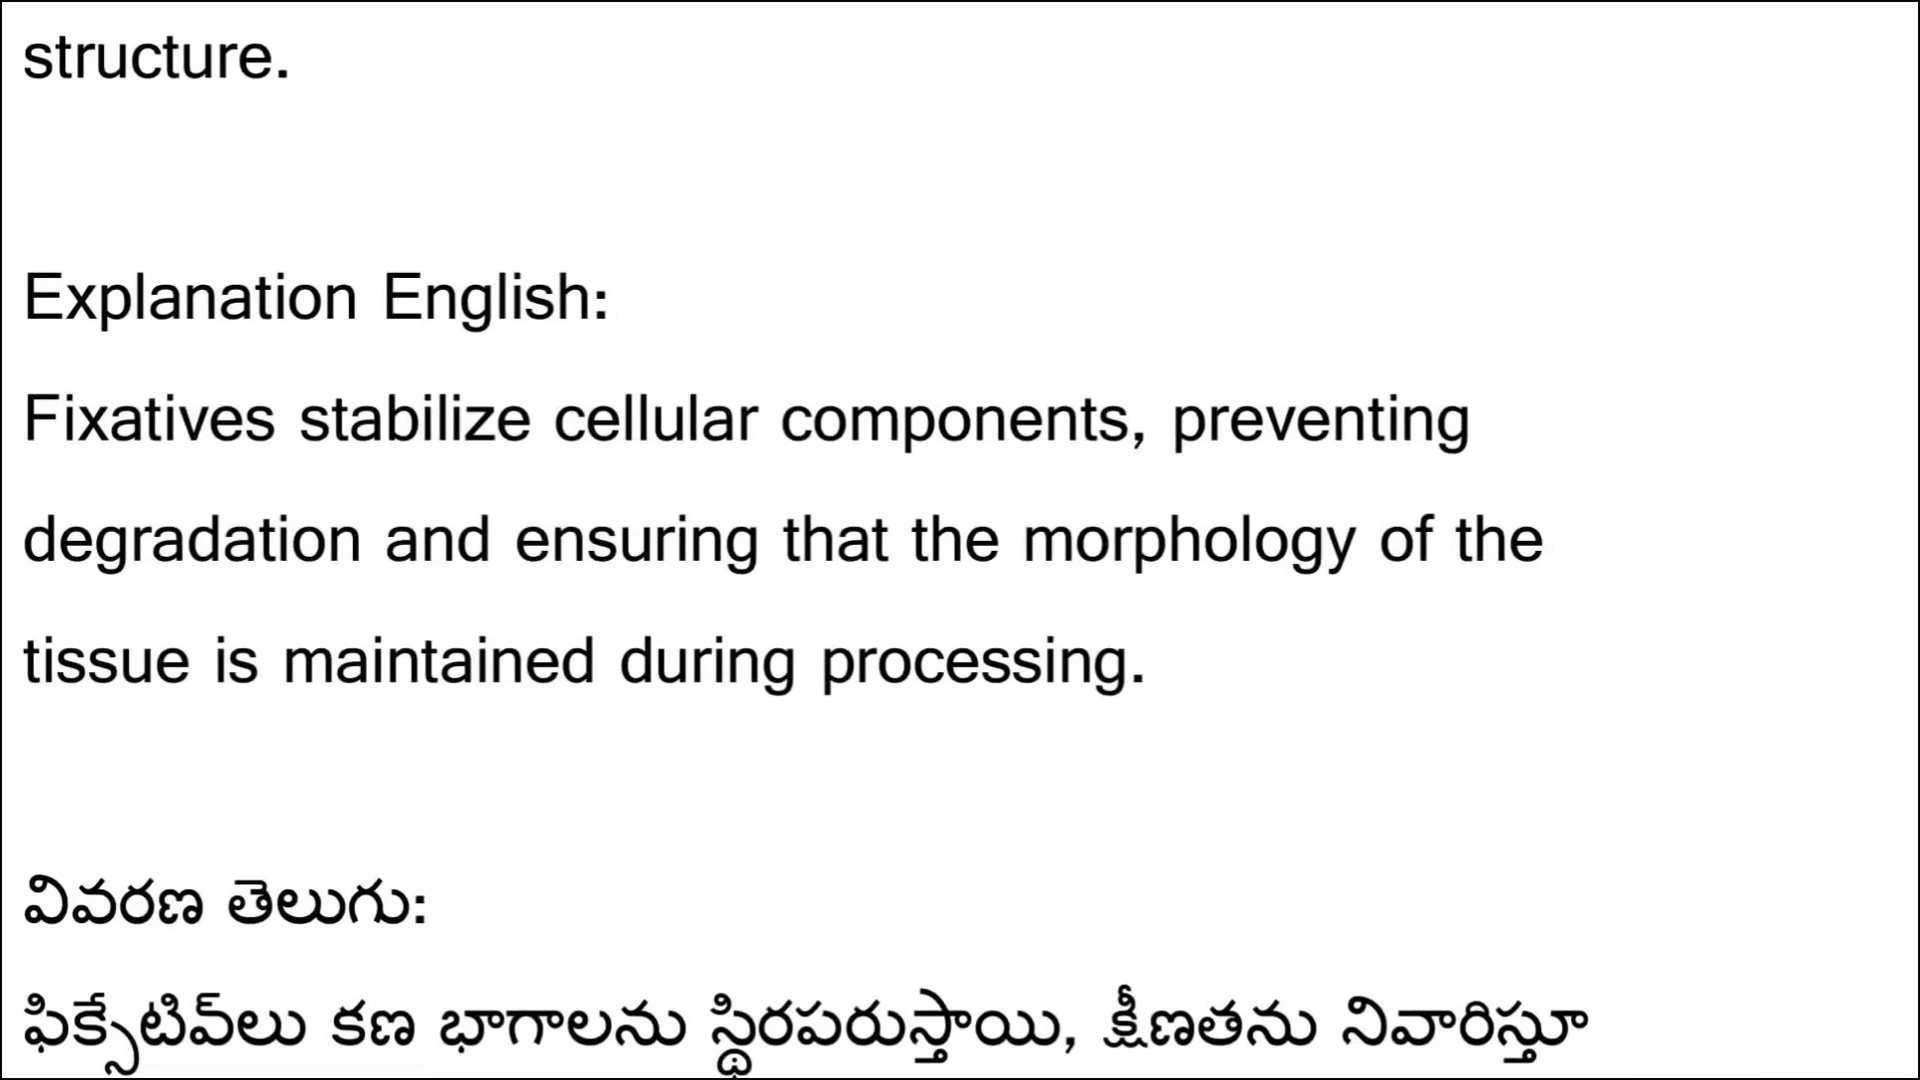 structure.
Explanation English:
Fixatives stabilize cellular components, preventing
degradation and ensuring that the morphology of the
tissue is maintained during processing.
వివరణ తెలుగు:
ఫిక్సేటివ్‌లు కణ భాగాలను స్థిరపరుస్తాయి, క్షీణతను నివారిస్తూ